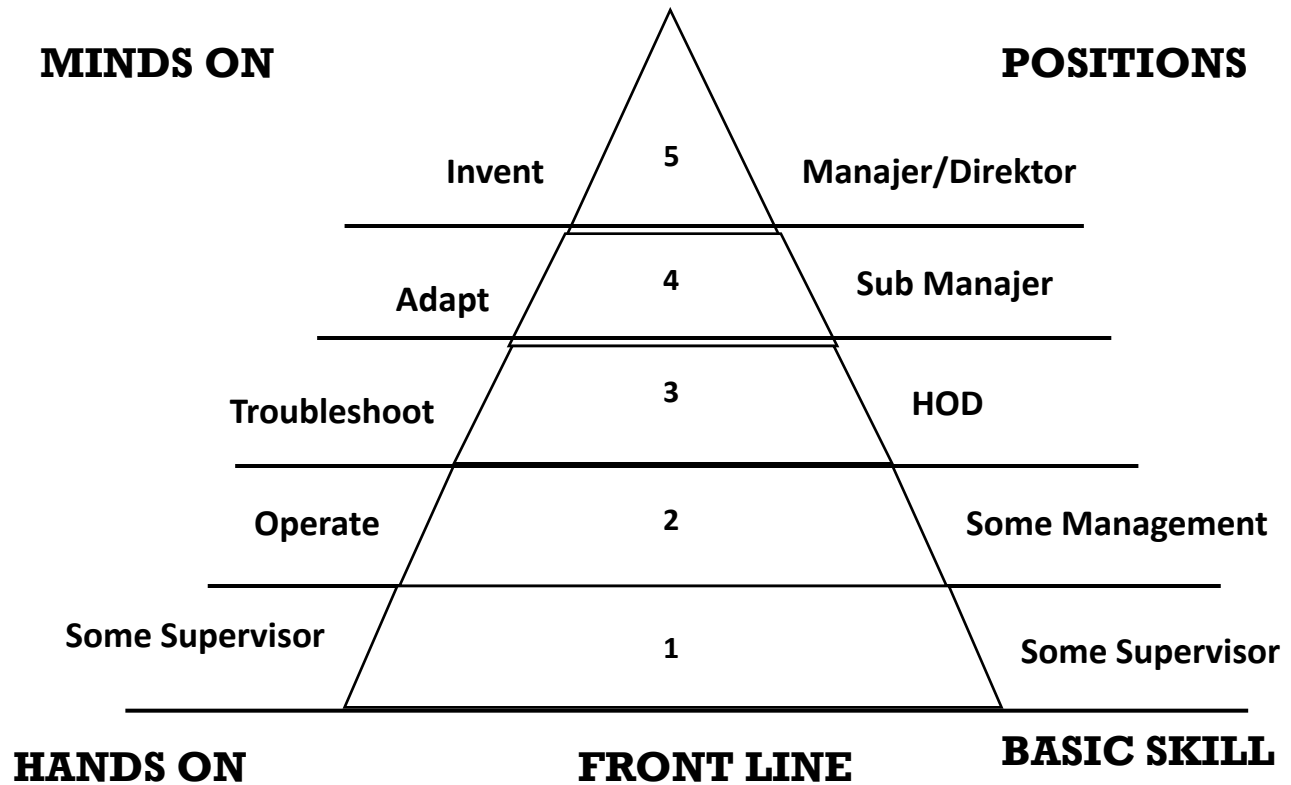 MINDS ON
POSITIONS
Invent
5
Manajer/Direktor
Adapt
4
Sub Manajer
Troubleshoot
3
HOD
Operate
2
Some Management
Some Supervisor
1
Some Supervisor
HANDS ON
FRONT LINE
BASIC SKILL